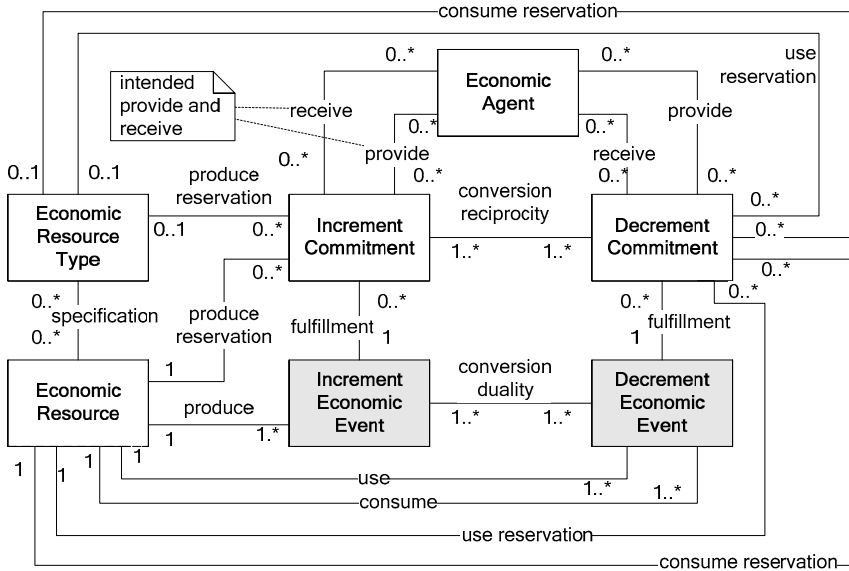 consume reservation
use
reservation
0..*
0..*
Economic
Agent
intended
provide and
receive
receive
provide
0..*
0..*
provide
receive
0..*
0..*
0..*
0..*
0..1
0..1
produce
reservation
conversion
reciprocity
0..*
Economic
Resource
Type
0..1
0..*
Increment
Commitment
1..*
1..*
Decrement
Commitment
0..*
0..*
0..*
0..*
0..*
specification
0..*
produce
reservation
0..*
fulfillment
1
0..*
fulfillment
1
Economic
Resource
1
produce
1
1.*
Increment
Economic
Event
conversion
duality
1..*
1..*
Decrement
Economic
Event
1
1
1
1
use
1..*
consume
1..*
use reservation
consume reservation